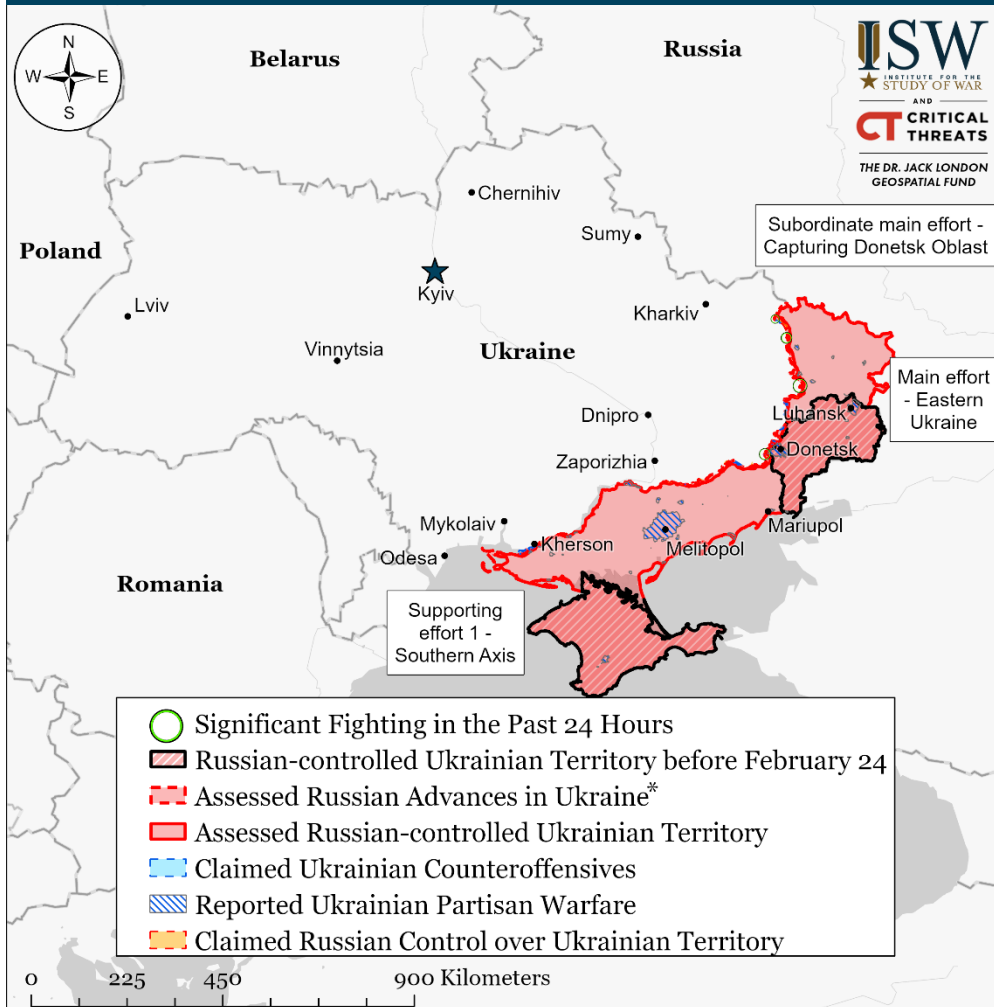 N
W
E
S
Belarus
Russia
ISW
INSTITUTE FOR THE
STUDY OF WAR
AND
CT CRITICAL
THREATS
THE DR. JACK LONDON
GEOSPATIAL FUND
Chernihiv
Subordinate main effort -
Capturing Donetsk Oblast
Sumy
Poland
Kyiv
Lviv
Kharkiv
Vinnytsia
Ukraine
Main effort
- Eastern
Ukraine
Luhansk
Dnipro
Donetsk
Zaporizhia
Mykolaiv
Mariupol
Kherson
Melitopol
Odesa
Romania
Supporting
effort 1 -
Southern Axis
Significant Fighting in the Past 24 Hours
Russian-controlled Ukrainian Territory before February 24
Assessed Russian Advances in Ukraine*
Assessed Russian-controlled Ukrainian Territory
Claimed Ukrainian Counteroffensives
Reported Ukrainian Partisan Warfare
Claimed Russian Control over Ukrainian Territory
0 225 450 900 Kilometers